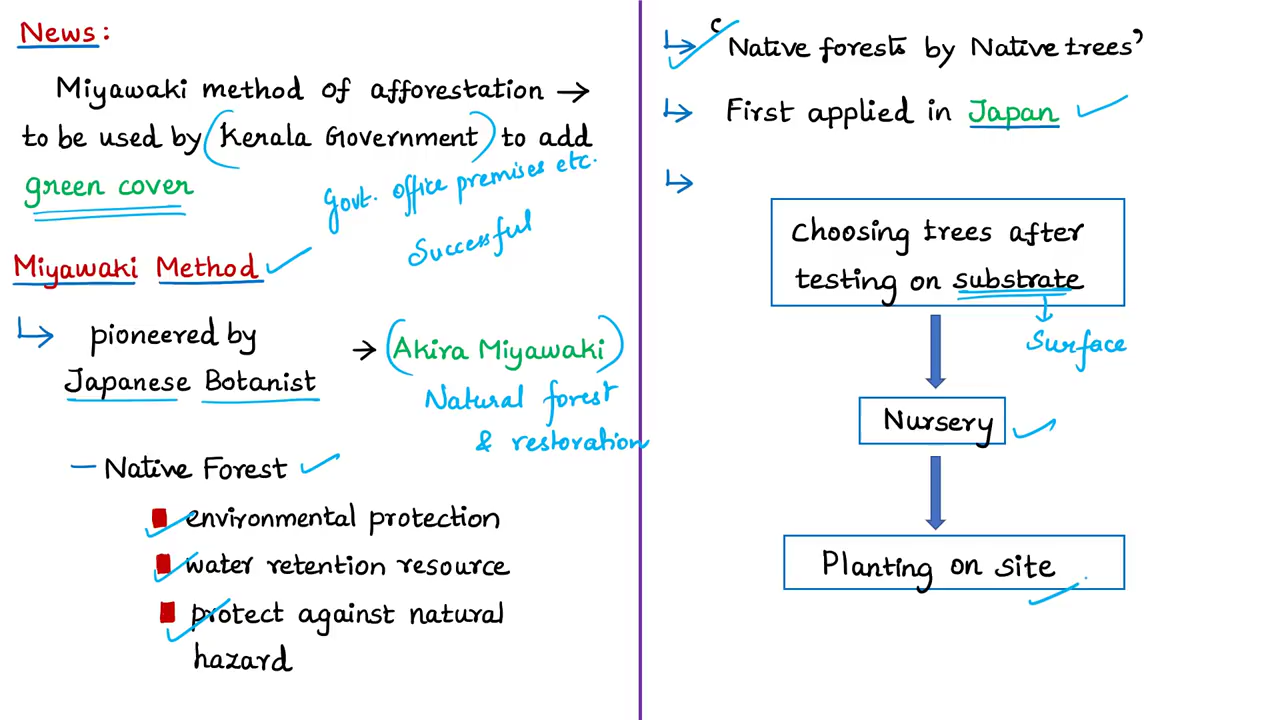 News:
Miyawaki method of afforestation →
to be used by (Kerala Government) to add
green cover
Govt. office premises etc.
Successful
Miyawaki Method
pioneered by
Japanese Botanist
→ (Akira Miyawaki)
Natural forest
& restoration
– Native Forest
environmental protection
water retention resource
protect against natural
hazard
‘Native forests by Native trees’
First applied in Japan
Choosing trees after
testing on substrate
Surface
Nursery
Planting on site